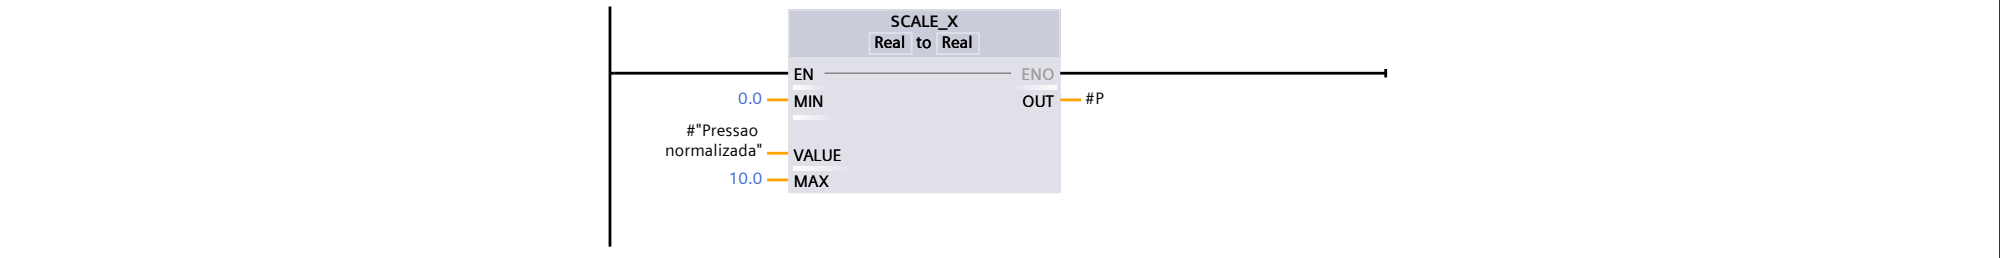 SCALE_X
Real to Real
EN ENO
0.0 MIN OUT #P
#"Pressao
normalizada" VALUE
10.0 MAX